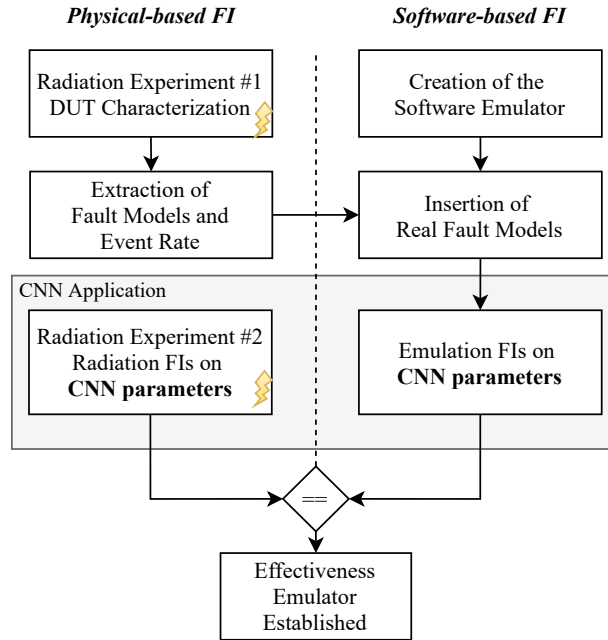 Physical-based FI
Software-based FI
Radiation Experiment #1
DUT Characterization
Creation of the
Software Emulator
Extraction of
Fault Models and
Event Rate
Insertion of
Real Fault Models
CNN Application
Radiation Experiment #2
Radiation FIs on
CNN parameters
Emulation FIs on
CNN parameters
==
Effectiveness
Emulator
Established